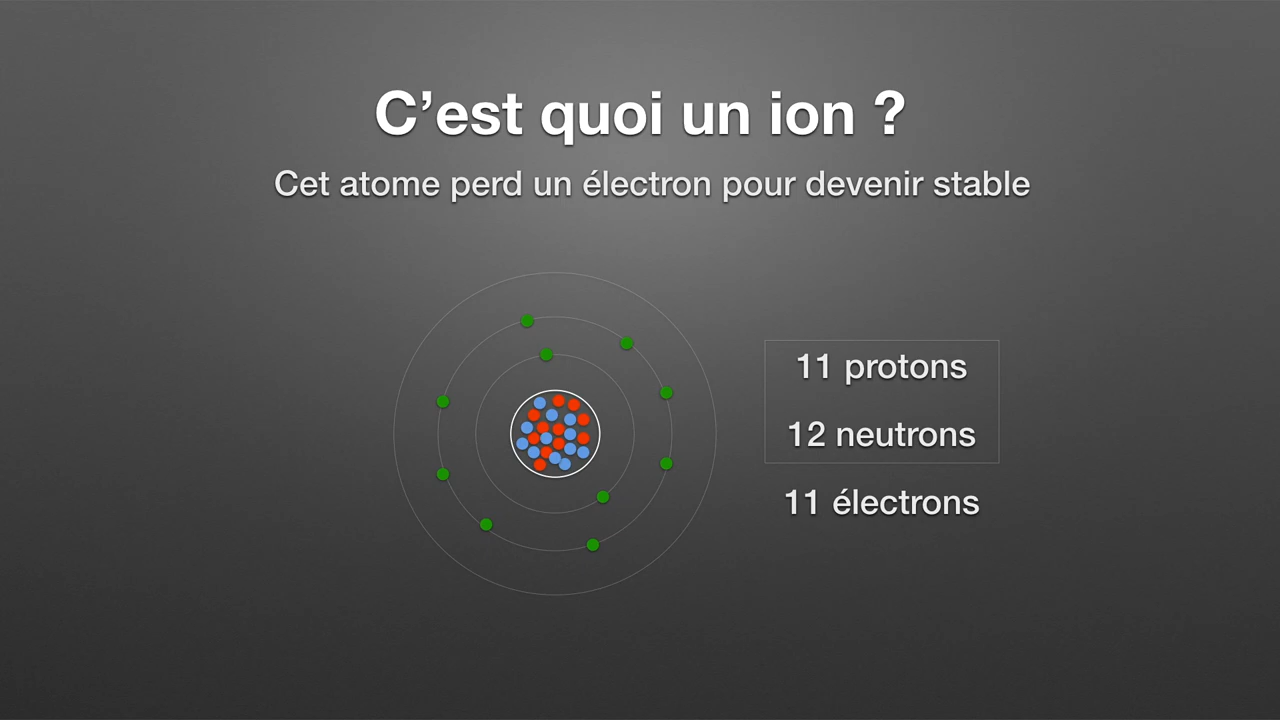 C’est quoi un ion ?
Cet atome perd un électron pour devenir stable
11 protons
12 neutrons
11 électrons